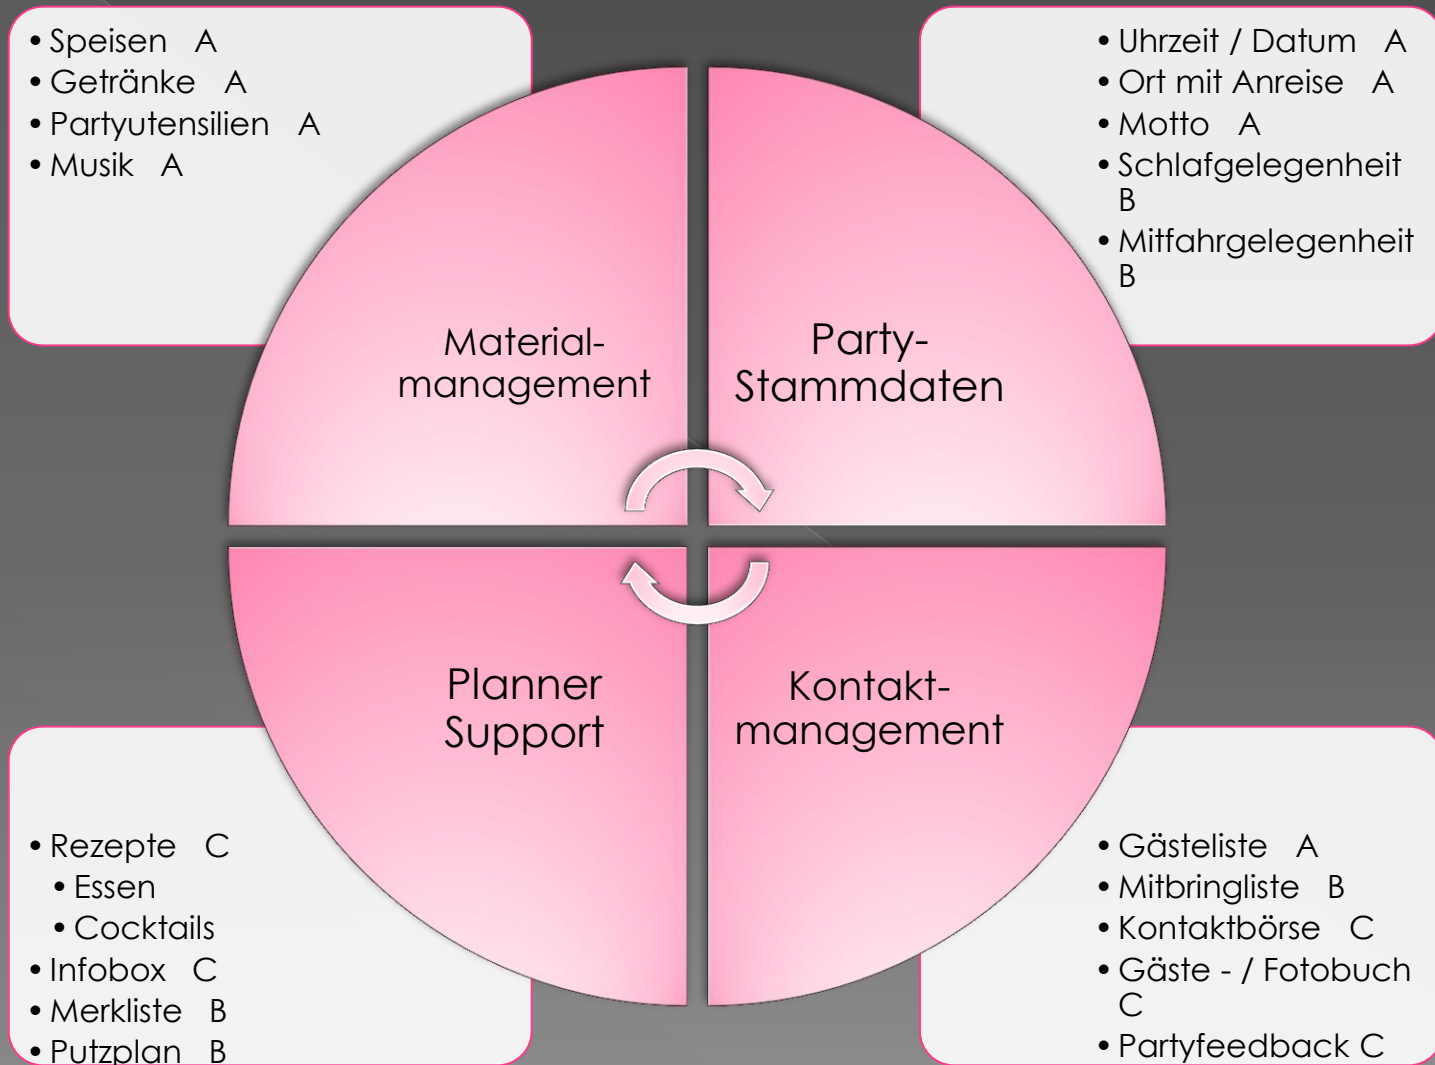 • Speisen A
• Getränke A
• Partyutensilien A
• Musik A
• Uhrzeit / Datum A
• Ort mit Anreise A
• Motto A
• Schlafgelegenheit
B
• Mitfahrgelegenheit
B
Material-
management
Party-
Stammdaten
Planner
Support
Kontakt-
management
• Rezepte C
• Essen
• Cocktails
• Infobox C
• Merkliste B
• Putzplan B
• Gästeliste A
• Mitbringliste B
• Kontaktbörse C
• Gäste - / Fotobuch
C
• Partyfeedback C